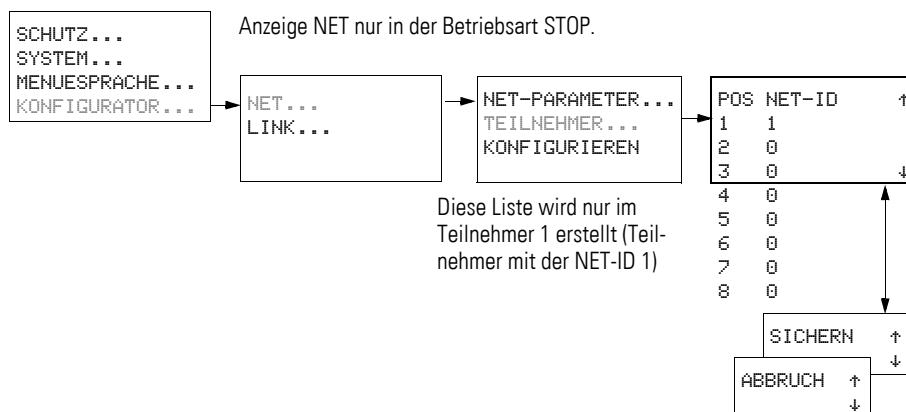 Anzeige NET nur in der Betriebsart STOP.
SCHUTZ...
SYSTEM...
MENUESPRACHE...
KONFIGURATOR...
NET...
LINK...
NET-PARAMETER...
TEILNEHMER...
KONFIGURIEREN
Diese Liste wird nur im
Teilnehmer 1 erstellt (Teil-
nehmer mit der NET-ID 1)
POS NET-ID ↑
1 1
2 0
3 0 ↓
4 0
5 0
6 0
7 0
8 0
SICHERN ↑
↓
ABBRUCH ↑
↓